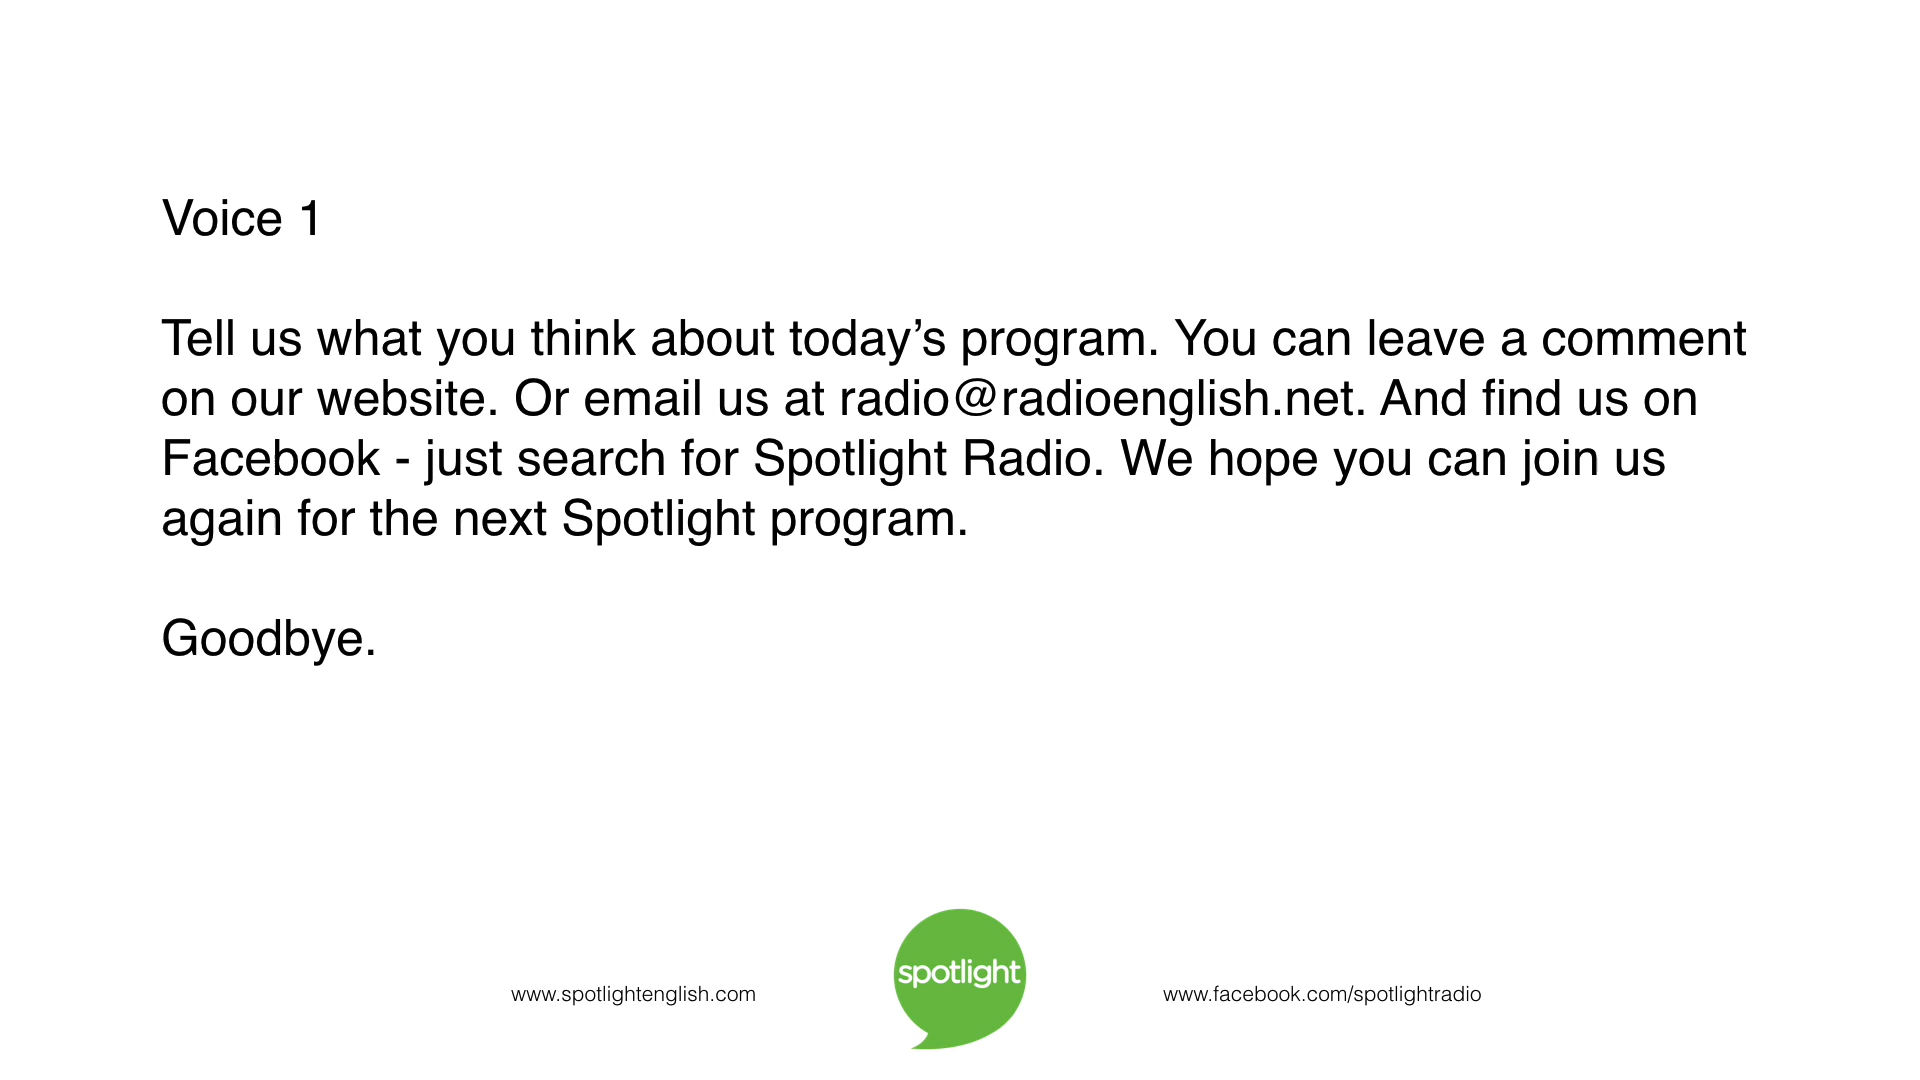 Voice 1
Tell us what you think about today’s program. You can leave a comment
on our website. Or email us at radio@radioenglish.net. And find us on
Facebook - just search for Spotlight Radio. We hope you can join us
again for the next Spotlight program.
Goodbye.
www.spotlightenglish.com
spotlight
www.facebook.com/spotlightradio